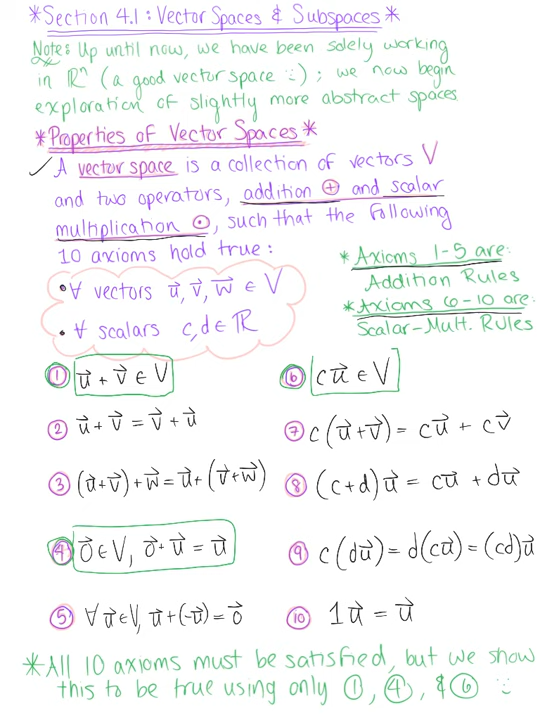 *Section 4.1: Vector Spaces & Subspaces*
Note: Up until now, we have been solely working
in ℝⁿ (a good vector space :) ; we now begin
exploration of slightly more abstract spaces
*Properties of Vector Spaces*
✓ A vector space is a collection of vectors V
and two operators, addition ⊕ and scalar
multiplication ⊙, such that the following
10 axioms hold true:
• ∀ vectors u⃗, v⃗, w⃗ ∈ V
• ∀ scalars c, d ∈ ℝ
*Axioms 1-5 are:
Addition Rules
*Axioms 6-10 are:
Scalar-Mult. Rules
① u⃗ + v⃗ ∈ V
② u⃗ + v⃗ = v⃗ + u⃗
③ (u⃗+v⃗)+w⃗ = u⃗+(v⃗+w⃗)
④ 0⃗ ∈ V, 0⃗ + u⃗ = u⃗
⑤ ∀ u⃗ ∈ V, u⃗+(-u⃗) = 0⃗
⑥ cu⃗ ∈ V
⑦ c(u⃗+v⃗) = cu⃗ + cv⃗
⑧ (c+d)u⃗ = cu⃗ + du⃗
⑨ c(du⃗) = d(cu⃗) = (cd)u⃗
⑩ 1u⃗ = u⃗
*All 10 axioms must be satisfied, but we show
this to be true using only ①, ④, & ⑥ :)